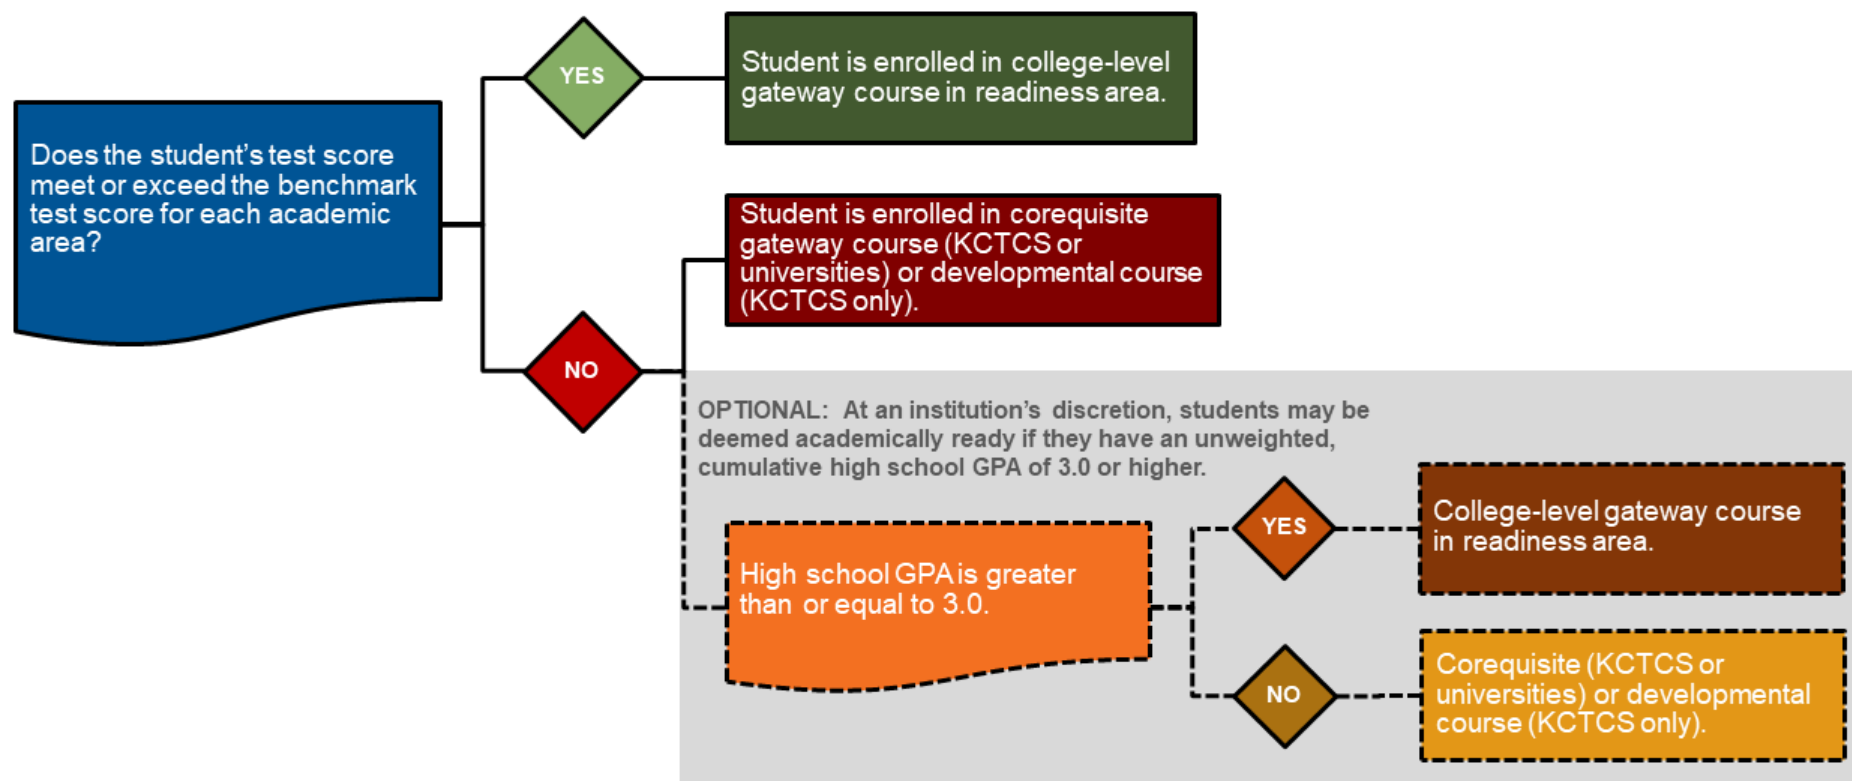 Does the student's test score
meet or exceed the benchmark
test score for each academic
area?
YES
Student is enrolled in college-level
gateway course in readiness area.
NO
Student is enrolled in corequisite
gateway course (KCTCS or
universities) or developmental course
(KCTCS only).
OPTIONAL:  At an institution's discretion, students may be
deemed academically ready if they have an unweighted,
cumulative high school GPA of 3.0 or higher.
High school GPA is greater
than or equal to 3.0.
YES
College-level gateway course
in readiness area.
NO
Corequisite (KCTCS or
universities) or developmental
course (KCTCS only).